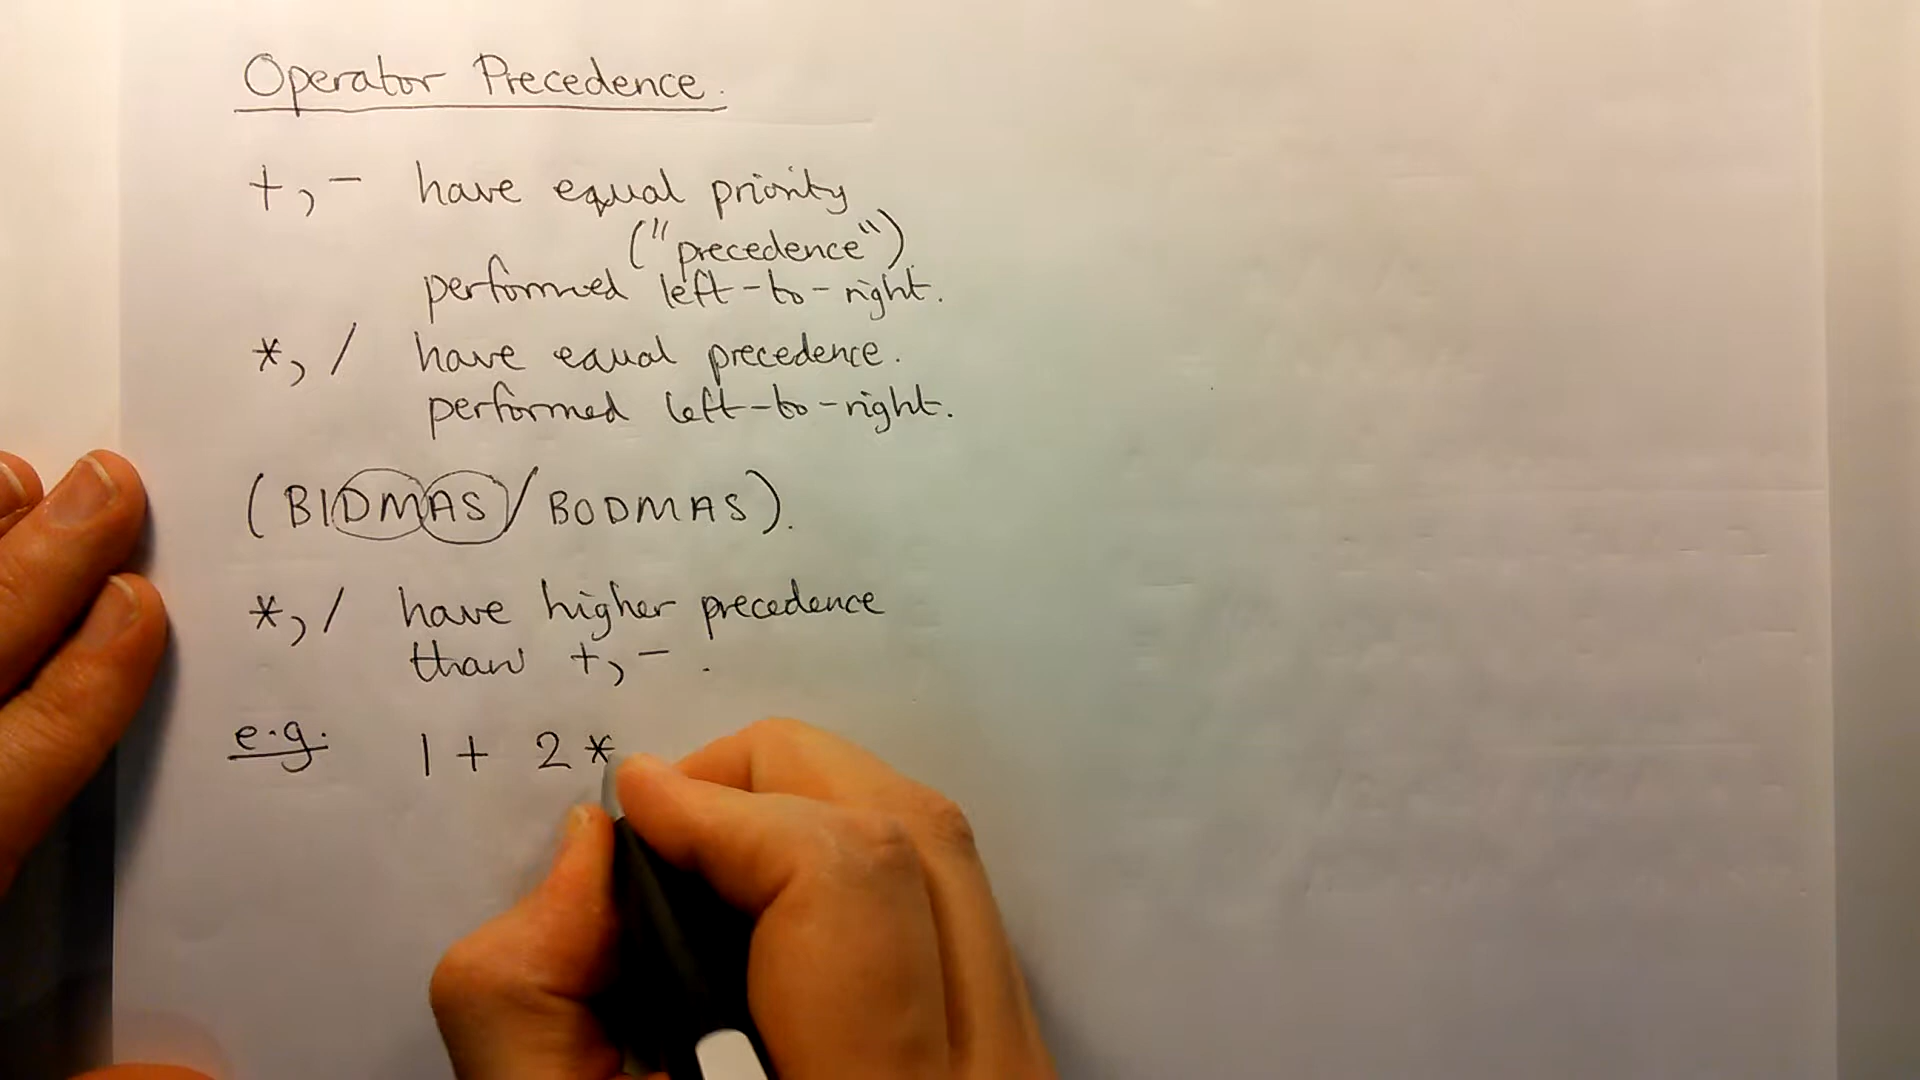 Operator Precedence.
+, - have equal priority
("precedence")
performed left-to-right.
*, / have equal precedence.
performed left-to-right.
(BIDMAS/BODMAS).
*, / have higher precedence
than +, - .
e.g. 1 + 2 *